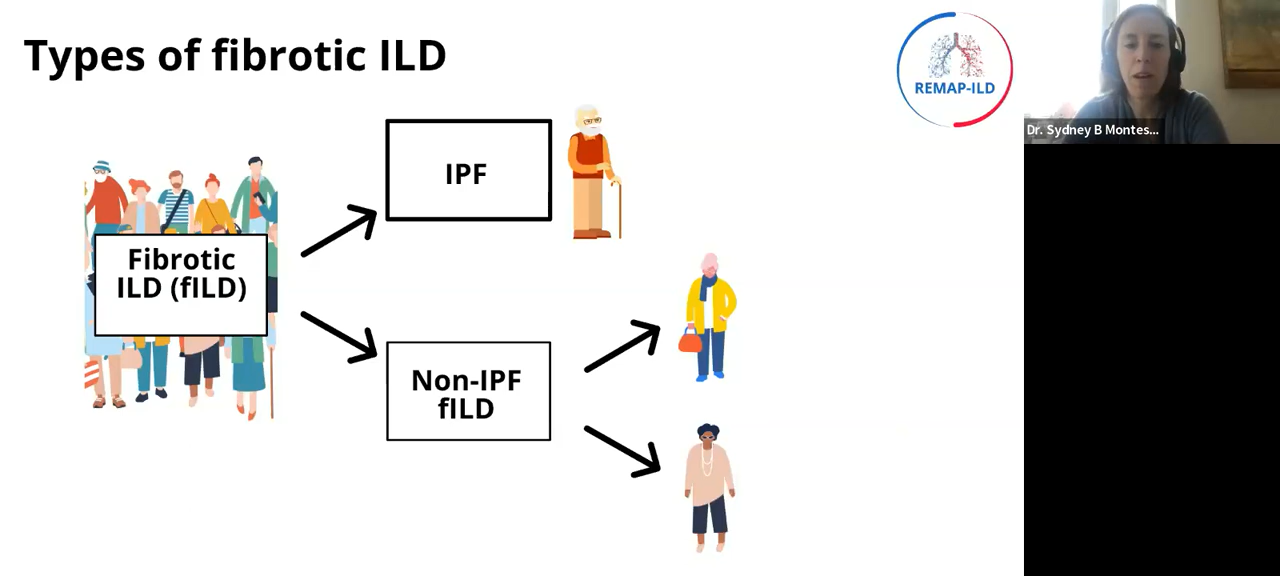 Types of fibrotic ILD
REMAP-ILD
Dr. Sydney B Montes...
IPF
Fibrotic
ILD (fILD)
Non-IPF
fILD